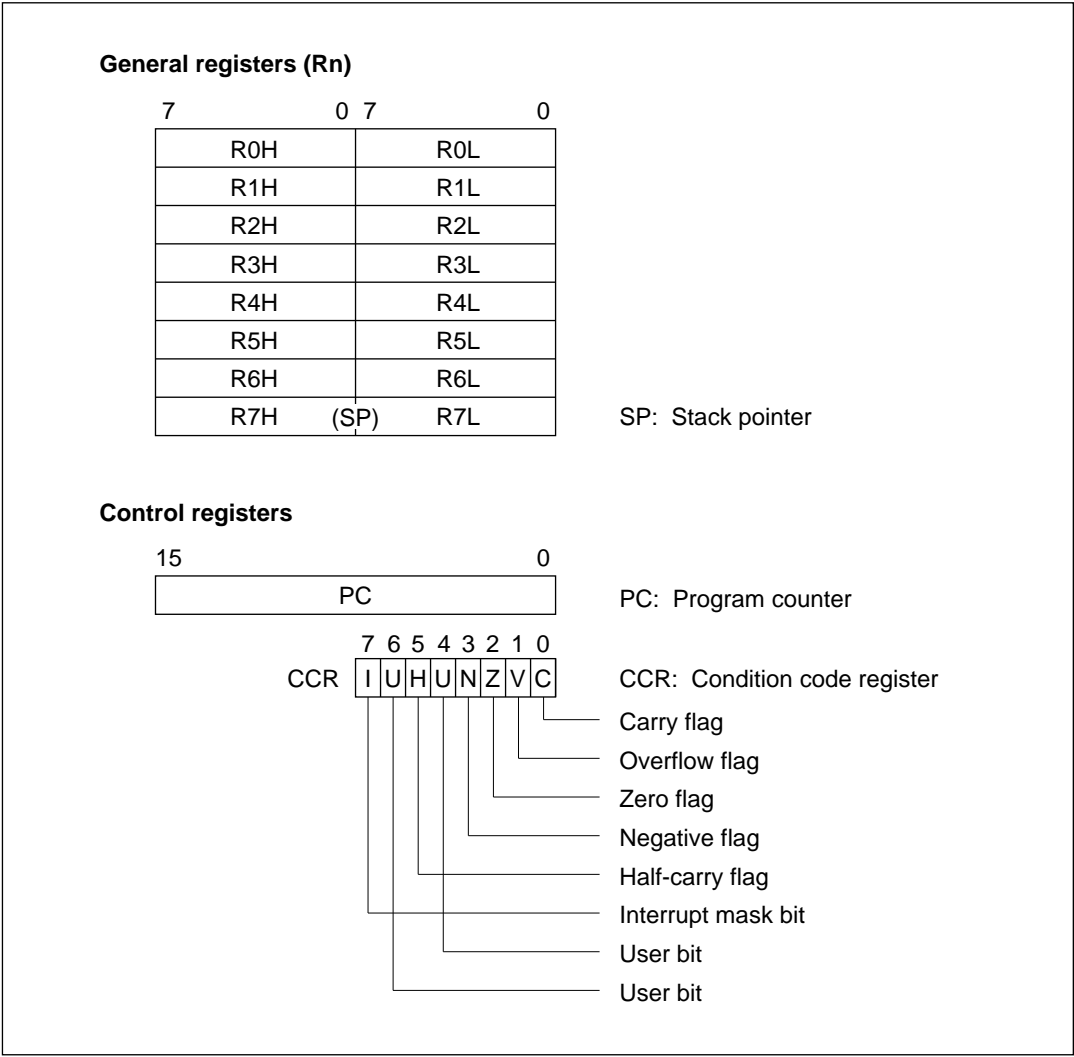 General registers (Rn)
7 0 7 0
R0H R0L
R1H R1L
R2H R2L
R3H R3L
R4H R4L
R5H R5L
R6H R6L
R7H (SP) R7L SP: Stack pointer
Control registers
15 0
PC PC: Program counter
7 6 5 4 3 2 1 0
CCR I U H U N Z V C CCR: Condition code register
Carry flag
Overflow flag
Zero flag
Negative flag
Half-carry flag
Interrupt mask bit
User bit
User bit